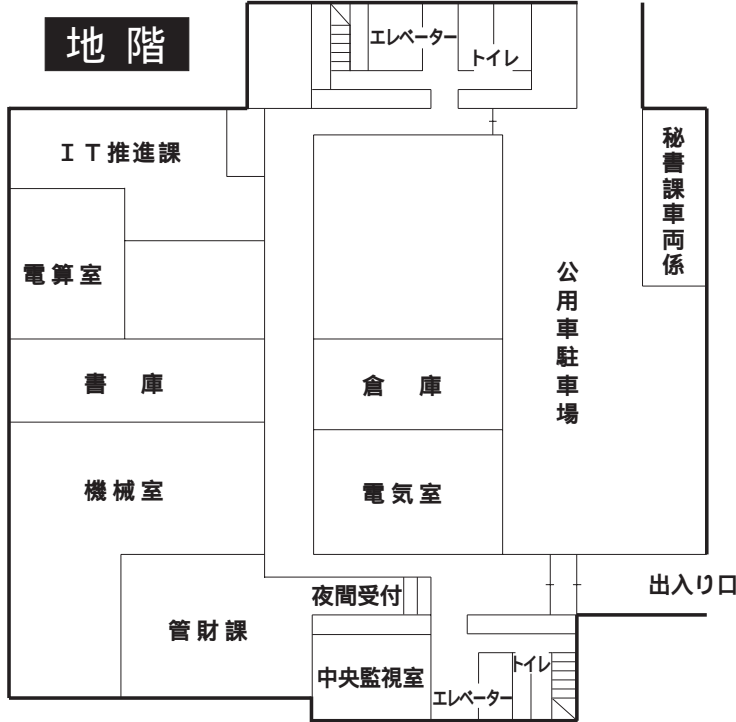 地階
エレベーター
トイレ
ＩＴ推進課
秘書課車両係
電算室
公用車駐車場
書庫
倉庫
機械室
電気室
出入り口
夜間受付
管財課
中央監視室
トイレ
エレベーター